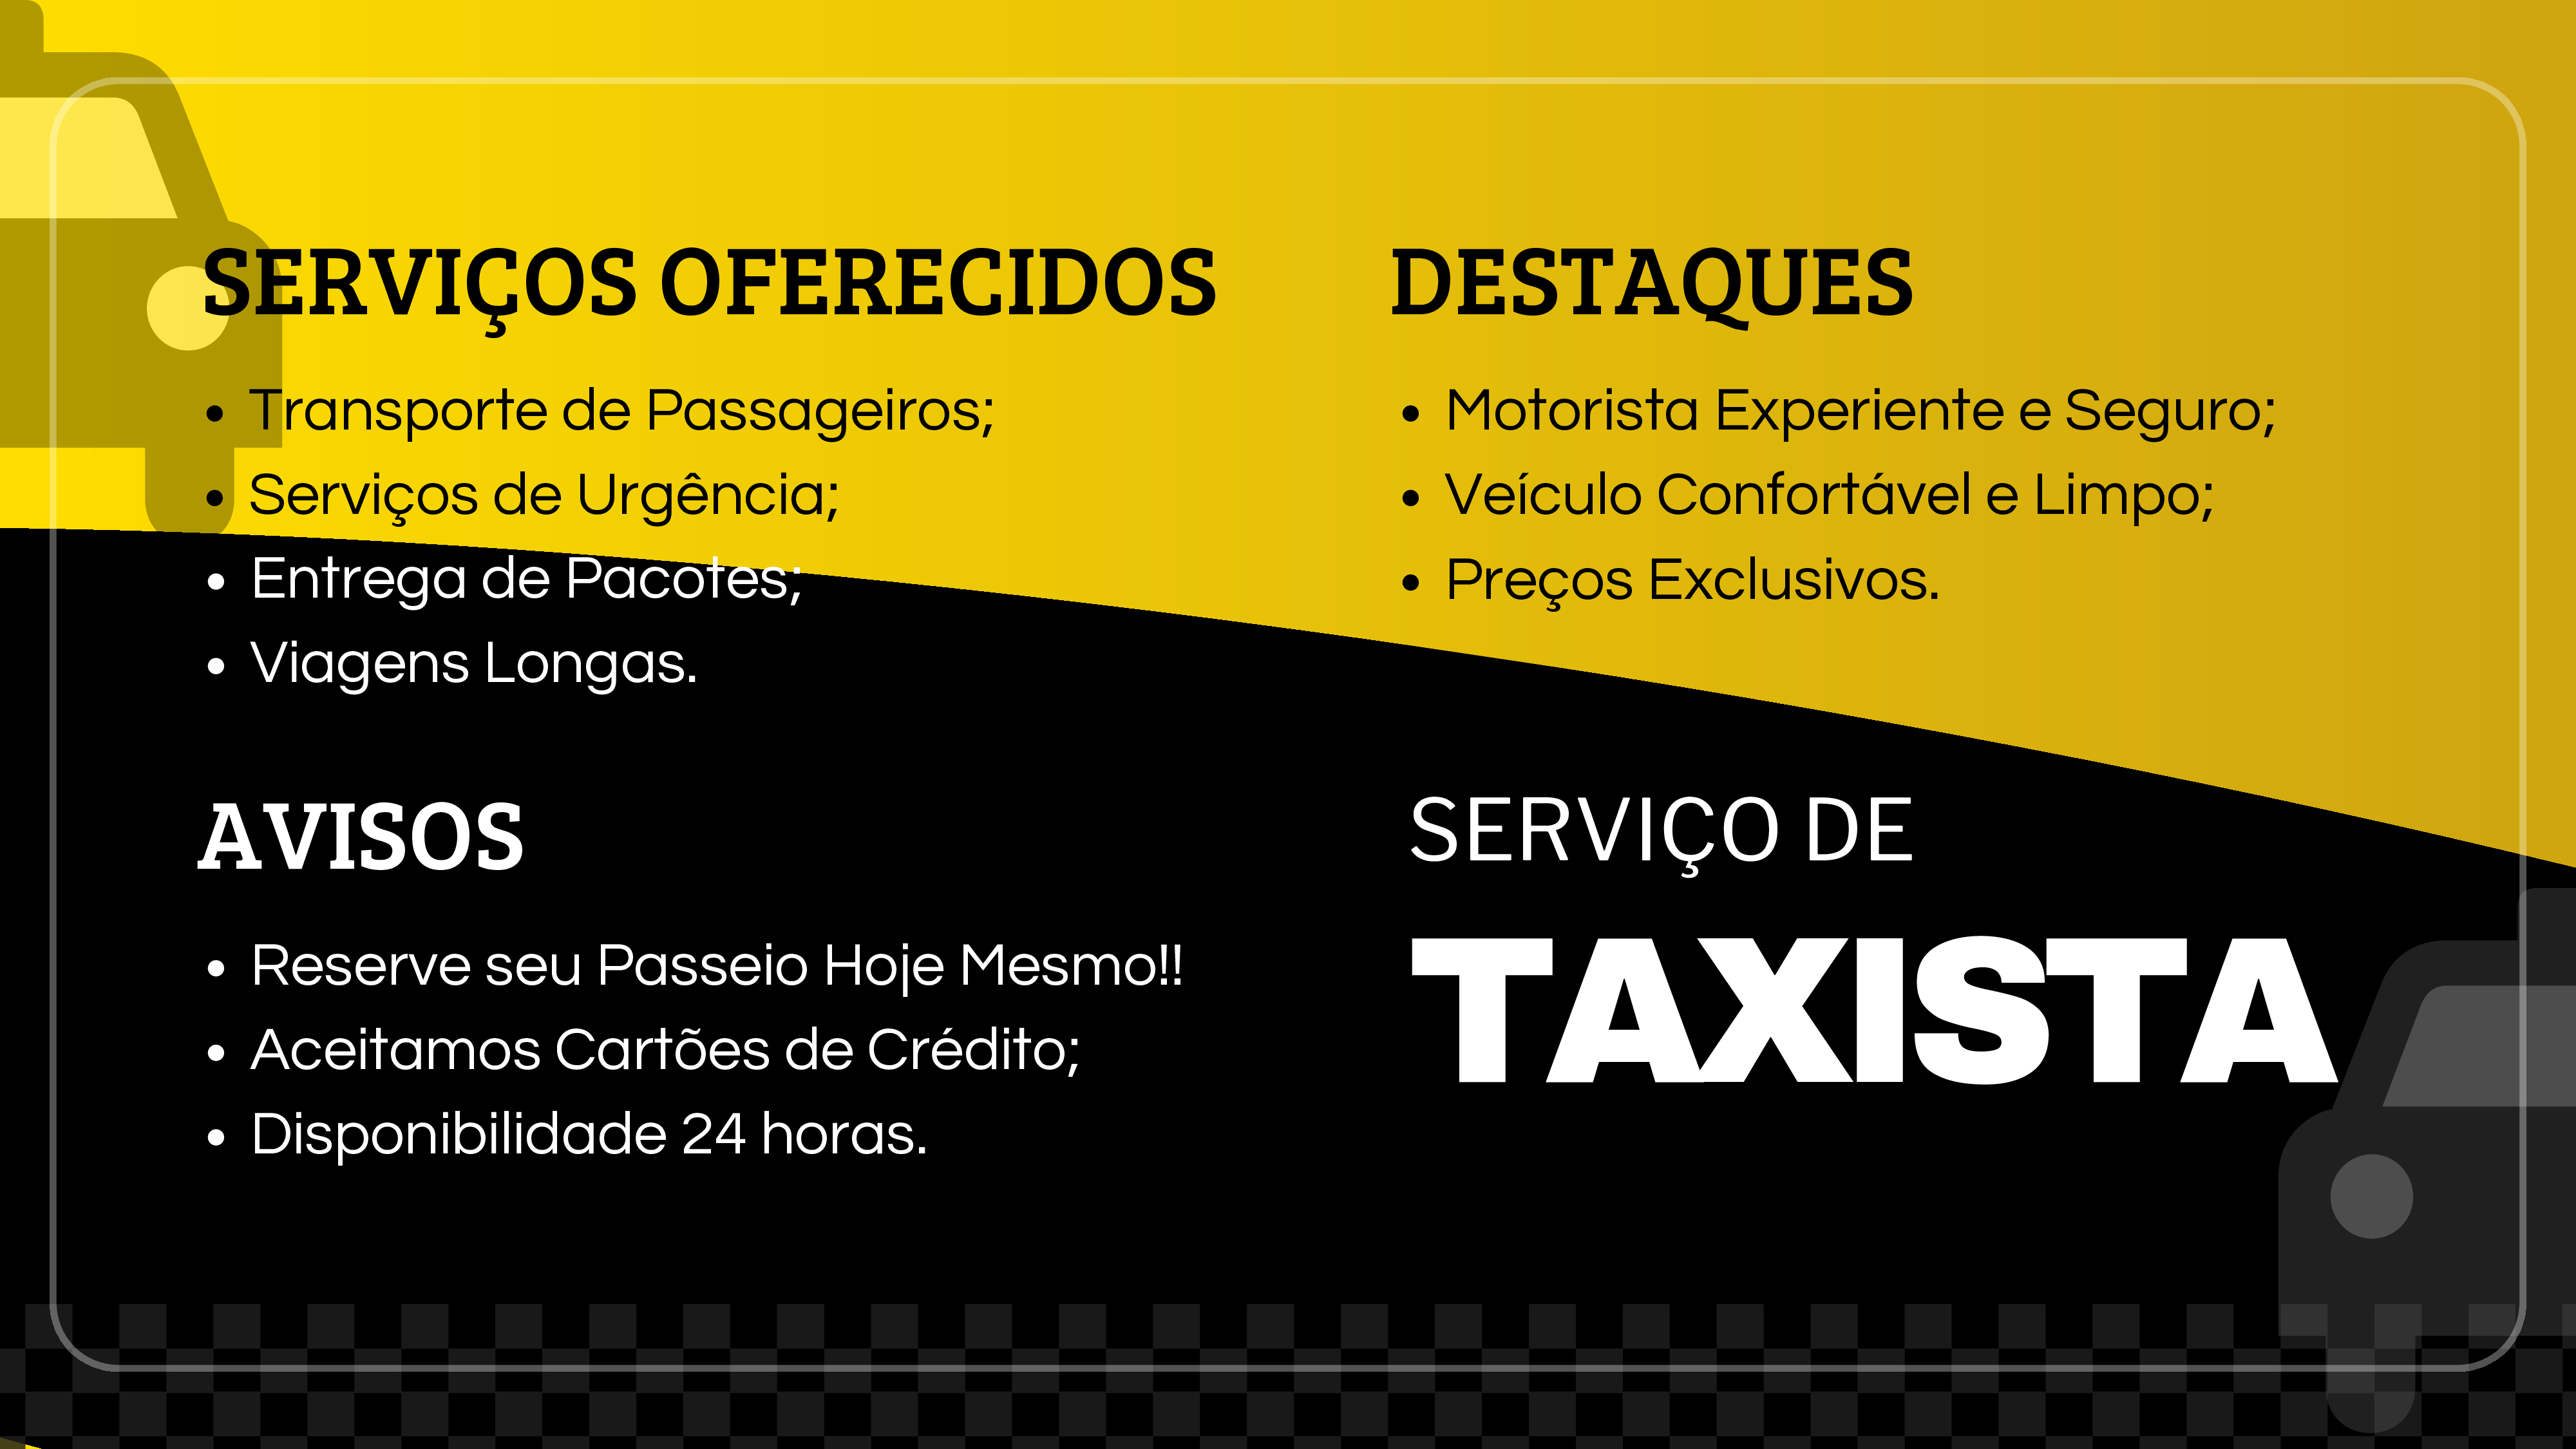 SERVIÇOS OFERECIDOS
• Transporte de Passageiros;
• Serviços de Urgência;
• Entrega de Pacotes;
• Viagens Longas.
DESTAQUES
• Motorista Experiente e Seguro;
• Veículo Confortável e Limpo;
• Preços Exclusivos.
AVISOS
• Reserve seu Passeio Hoje Mesmo!!
• Aceitamos Cartões de Crédito;
• Disponibilidade 24 horas.
SERVIÇO DE
TAXISTA